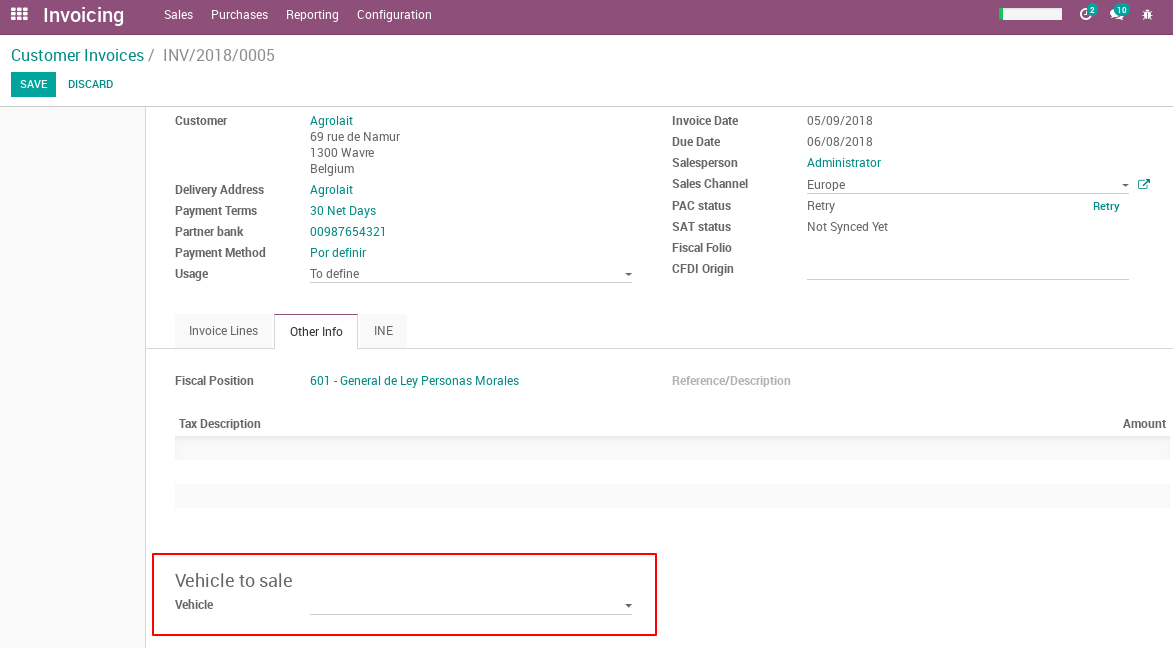 Invoicing Sales Purchases Reporting Configuration 2 10
Customer Invoices / INV/2018/0005
SAVE DISCARD
Customer Agrolait
69 rue de Namur
1300 Wavre
Belgium
Delivery Address Agrolait
Payment Terms 30 Net Days
Partner bank 00987654321
Payment Method Por definir
Usage To define
Invoice Date 05/09/2018
Due Date 06/08/2018
Salesperson Administrator
Sales Channel Europe
PAC status Retry Retry
SAT status Not Synced Yet
Fiscal Folio
CFDI Origin
Invoice Lines Other Info INE
Fiscal Position 601 - General de Ley Personas Morales Reference/Description
Tax Description Amount
Vehicle to sale
Vehicle